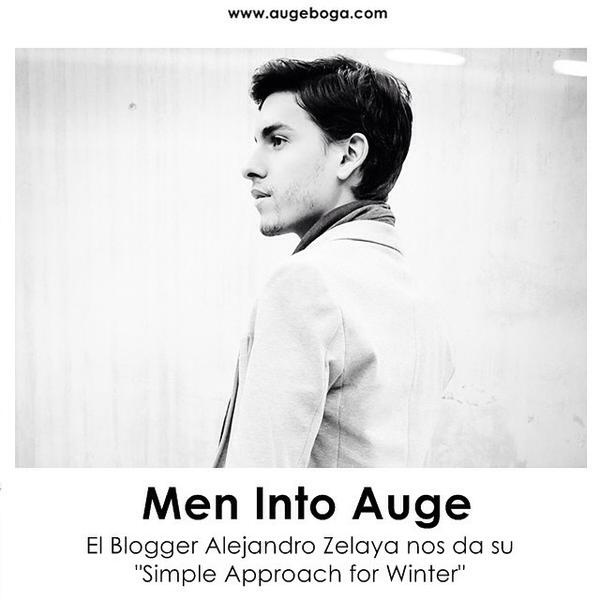 www.augeboga.com
Men Into Auge
El Blogger Alejandro Zelaya nos da su
"Simple Approach for Winter"